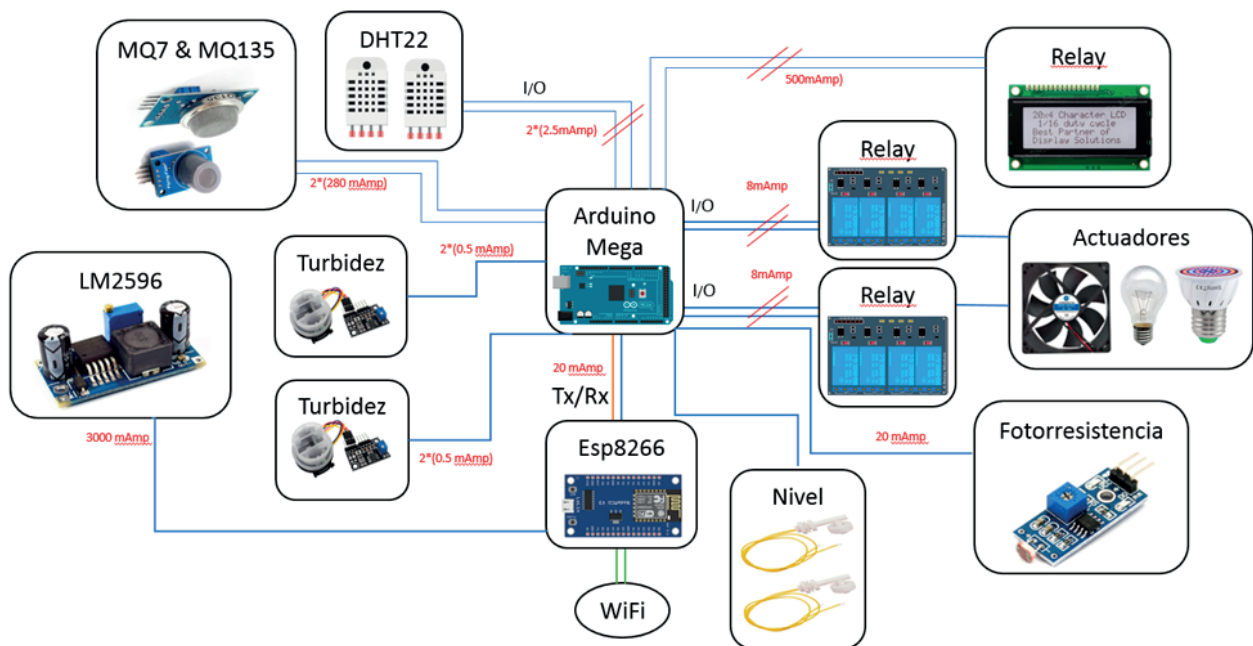 MQ7 & MQ135
DHT22
I/O
2*(2.5mAmp)
500mAmp)
Relay
20x4 Character LCD
1/16 duty cycle
Best Partner of
Display Solutions
2*(280 mAmp)
Arduino
Mega
I/O
8mAmp
Relay
Actuadores
I/O
8mAmp
Relay
LM2596
3000 mAmp
Turbidez
2*(0.5 mAmp)
Turbidez
2*(0.5 mAmp)
20 mAmp
Tx/Rx
Esp8266
WiFi
Nivel
20 mAmp
Fotorresistencia